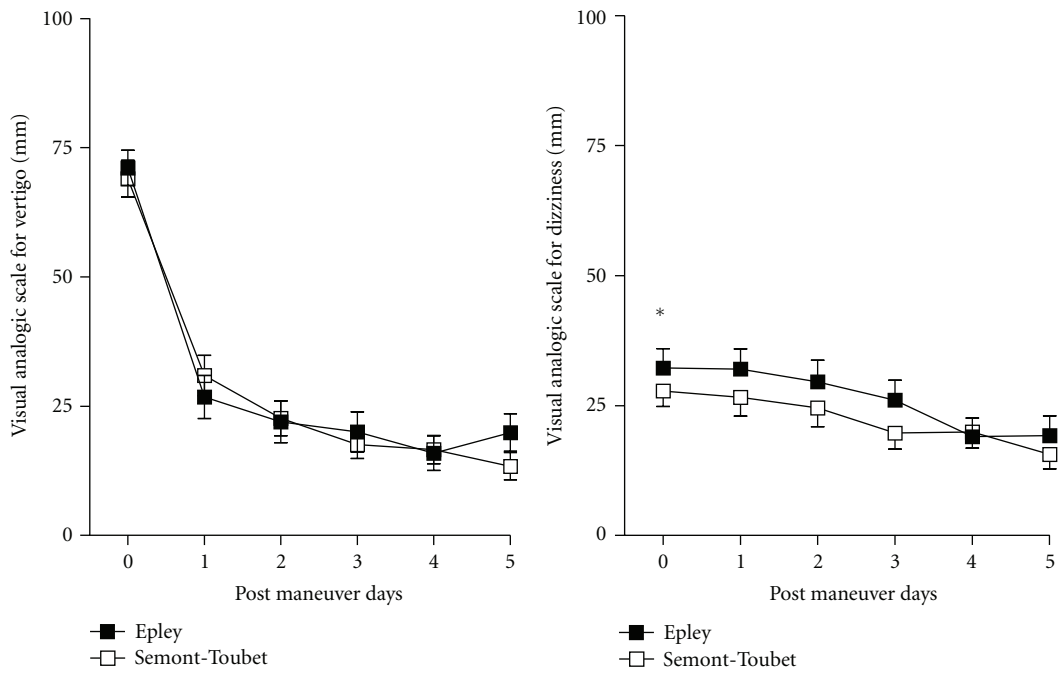 100
75
50
25
0
Visual analogic scale for vertigo (mm)
0 1 2 3 4 5
Post maneuver days
Epley
Semont-Toubet
100
75
50
25
0
Visual analogic scale for dizziness (mm)
*
0 1 2 3 4 5
Post maneuver days
Epley
Semont-Toubet